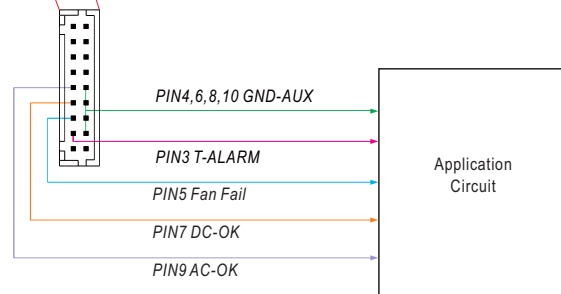 PIN4,6,8,10 GND-AUX
PIN3 T-ALARM
Application
Circuit
PIN5 Fan Fail
PIN7 DC-OK
PIN9 AC-OK